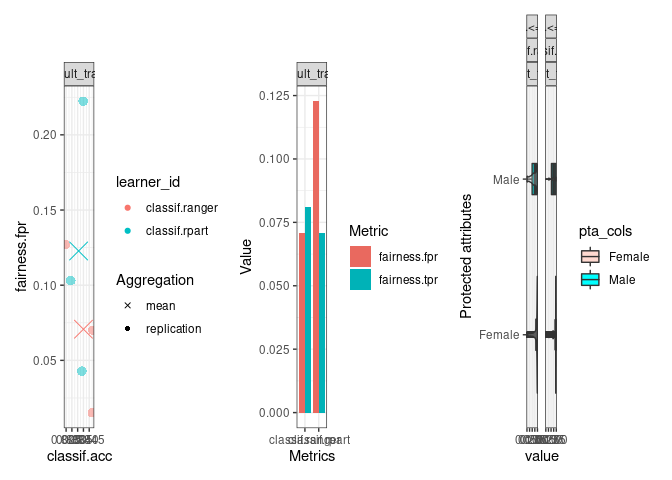 ult_tra
fairness.fpr
0.20
0.15
0.10
0.05
classif.acc
learner_id
classif.ranger
classif.rpart
Aggregation
mean
replication
ult_tra
Value
0.125
0.100
0.075
0.050
0.025
0.000
Metrics
Metric
fairness.fpr
fairness.tpr
Protected attributes
Male
Female
value
pta_cols
Female
Male